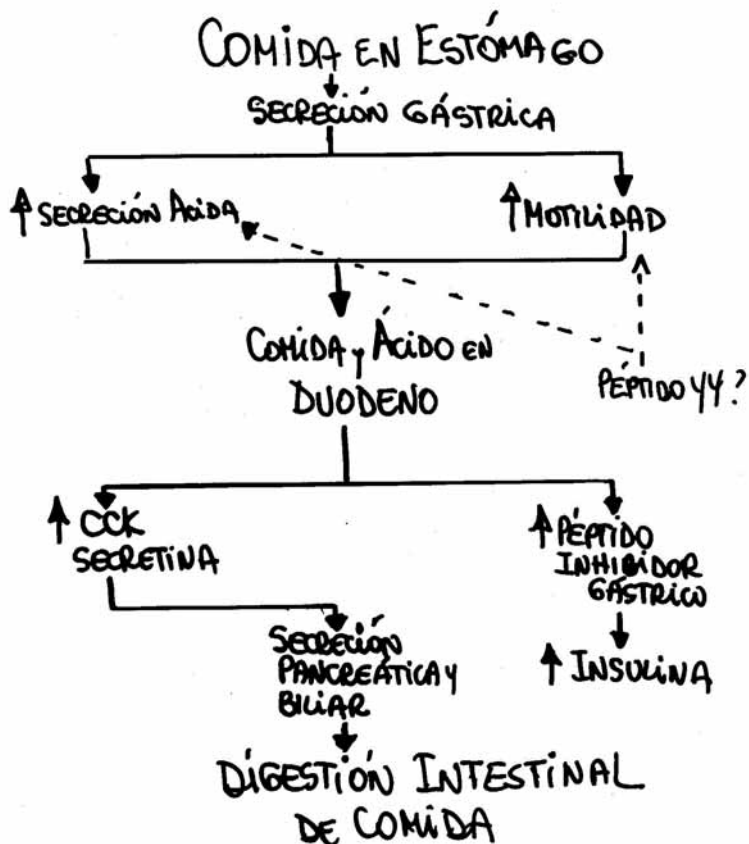 COMIDA EN ESTÓMAGO
SECRECIÓN GÁSTRICA
↑ SECRECIÓN ÁCIDA
↑ MOTILIDAD
COMIDA y ÁCIDO EN
DUODENO
PÉPTIDO YY?
↑ CCK
SECRETINA
↑ PÉPTIDO
INHIBIDOR
GÁSTRICO
SECRECIÓN
PANCREÁTICA Y
BILIAR
↑ INSULINA
DIGESTIÓN INTESTINAL
DE COMIDA